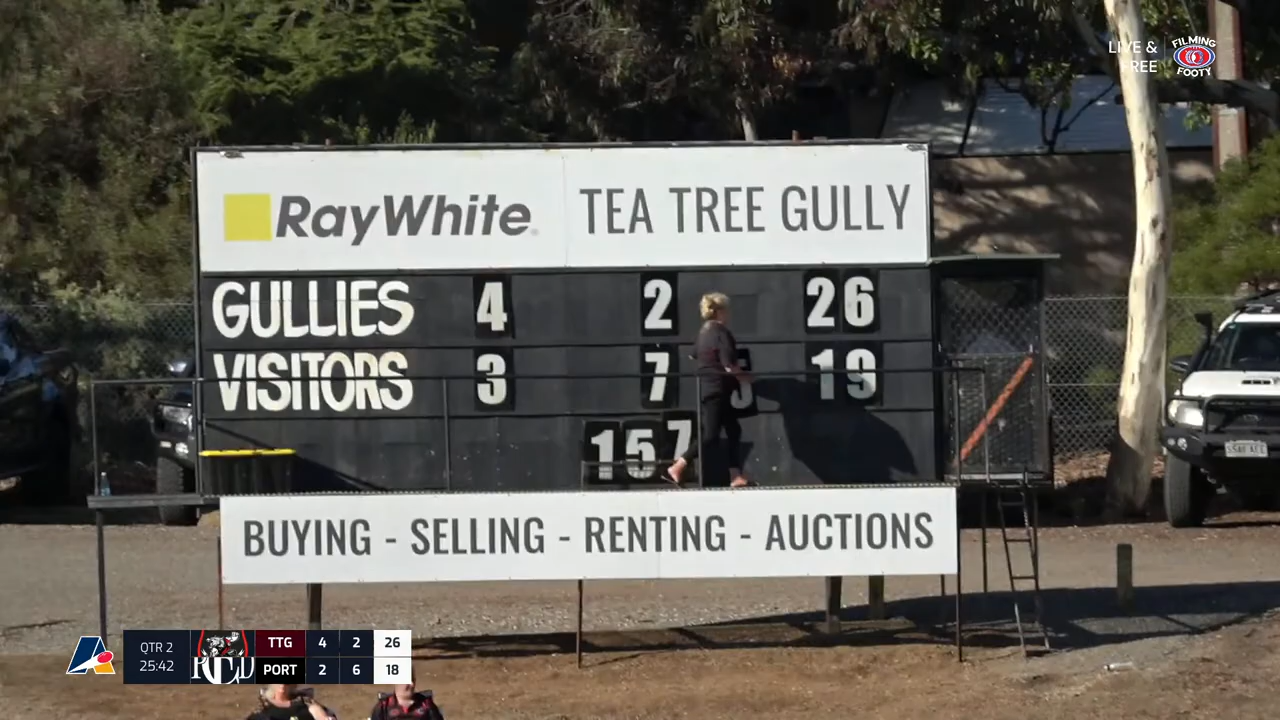 LIVE & FREE
FILMING FOOTY
RayWhite TEA TREE GULLY
GULLIES 4 2 26
VISITORS 3 7 19
157
BUYING - SELLING - RENTING - AUCTIONS
QTR 2 TTG 4 2 26
25:42 PORT 2 6 18